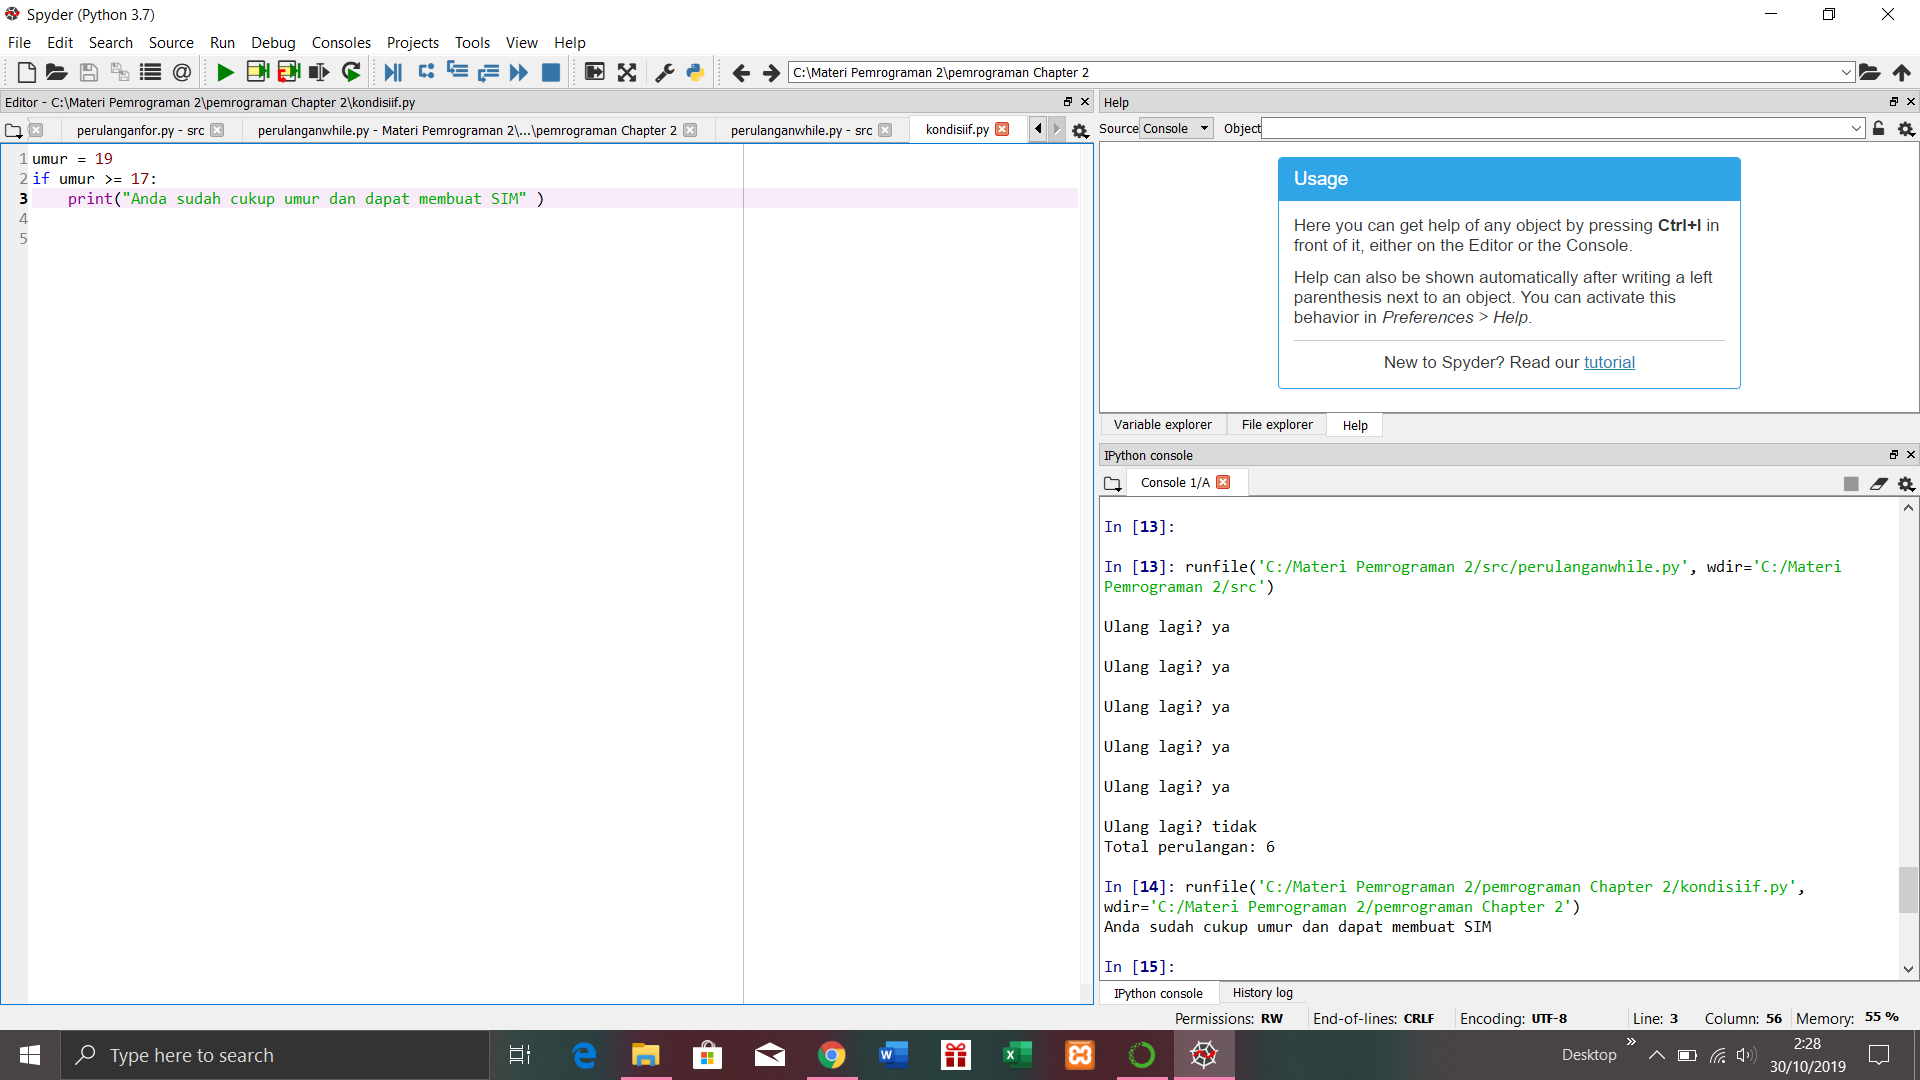 Spyder (Python 3.7)
File Edit Search Source Run Debug Consoles Projects Tools View Help
C:\Materi Pemrograman 2\pemrograman Chapter 2
Editor - C:\Materi Pemrograman 2\pemrograman Chapter 2\kondisiif.py
perulanganfor.py - src perulanganwhile.py - Materi Pemrograman 2\...\pemrograman Chapter 2 perulanganwhile.py - src kondisiif.py
1 umur = 19
2 if umur >= 17:
3 print("Anda sudah cukup umur dan dapat membuat SIM" )
4
5
Help
Source Console Object
Usage
Here you can get help of any object by pressing Ctrl+I in
front of it, either on the Editor or the Console.
Help can also be shown automatically after writing a left
parenthesis next to an object. You can activate this
behavior in Preferences > Help.
New to Spyder? Read our tutorial
Variable explorer File explorer Help
IPython console
Console 1/A
In [13]:
In [13]: runfile('C:/Materi Pemrograman 2/src/perulanganwhile.py', wdir='C:/Materi
Pemrograman 2/src')
Ulang lagi? ya
Ulang lagi? ya
Ulang lagi? ya
Ulang lagi? ya
Ulang lagi? ya
Ulang lagi? tidak
Total perulangan: 6
In [14]: runfile('C:/Materi Pemrograman 2/pemrograman Chapter 2/kondisiif.py',
wdir='C:/Materi Pemrograman 2/pemrograman Chapter 2')
Anda sudah cukup umur dan dapat membuat SIM
In [15]:
IPython console History log
Permissions: RW End-of-lines: CRLF Encoding: UTF-8 Line: 3 Column: 56 Memory: 55 %
Type here to search
Desktop
2:28
30/10/2019